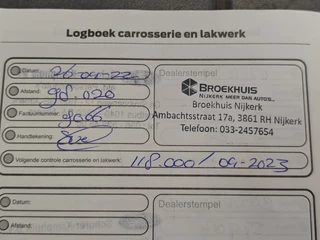 Logboek carrosserie en lakwerk
Datum: 26-04-22
Dealerstempel
Afstand: 98.020
BROEKHUIS
NIJKERK MEER DAN AUTO'S...
Broekhuis Nijkerk
Factuurnummer:
Ambachtsstraat 17a, 3861 RH Nijkerk
Telefoon: 033-2457654
Handtekening:
Volgende controle carrosserie en lakwerk: 118.000/04-2023
Datum:
Dealerstempel
Afstand: